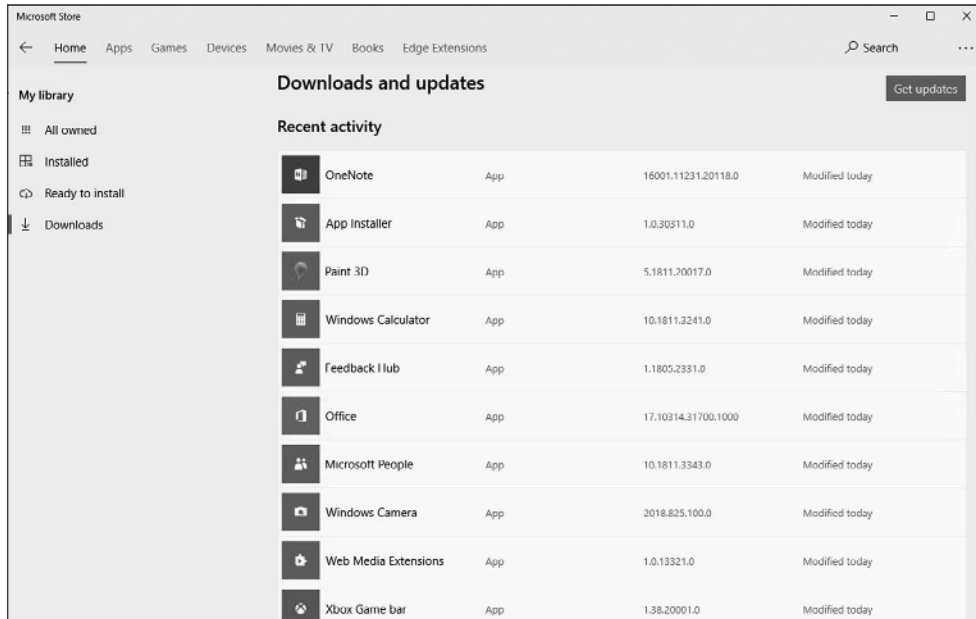 Microsoft Store
Home Apps Games Devices Movies & TV Books Edge Extensions Search
Downloads and updates Get updates
My library
Recent activity
All owned
Installed
Ready to install
Downloads
OneNote App 16001.11231.20118.0 Modified today
App Installer App 1.0.30311.0 Modified today
Paint 3D App 5.1811.20017.0 Modified today
Windows Calculator App 10.1811.3241.0 Modified today
Feedback Hub App 1.1805.2331.0 Modified today
Office App 17.10314.31700.1000 Modified today
Microsoft People App 10.1811.3343.0 Modified today
Windows Camera App 2018.825.100.0 Modified today
Web Media Extensions App 1.0.13321.0 Modified today
Xbox Game bar App 1.38.20001.0 Modified today